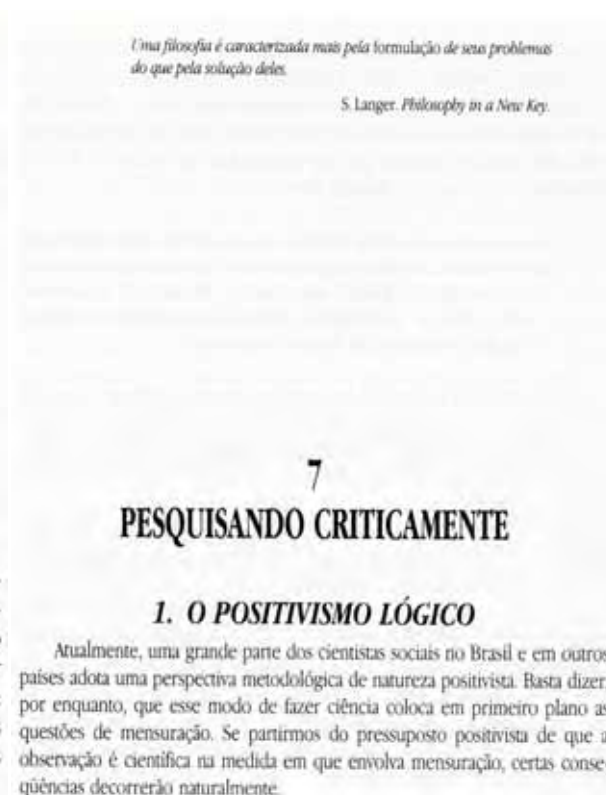 Uma filosofia é caracterizada mais pela formulação de seus problemas
do que pela solução deles.
S. Langer. Philosophy in a New Key.
7
PESQUISANDO CRITICAMENTE
1. O POSITIVISMO LÓGICO
Atualmente, uma grande parte dos cientistas sociais no Brasil e em outros
países adota uma perspectiva metodológica de natureza positivista. Basta dizer,
por enquanto, que esse modo de fazer ciência coloca em primeiro plano as
questões de mensuração. Se partirmos do pressuposto positivista de que a
observação é científica na medida em que envolva mensuração, certas conse-
qüências decorrerão naturalmente.